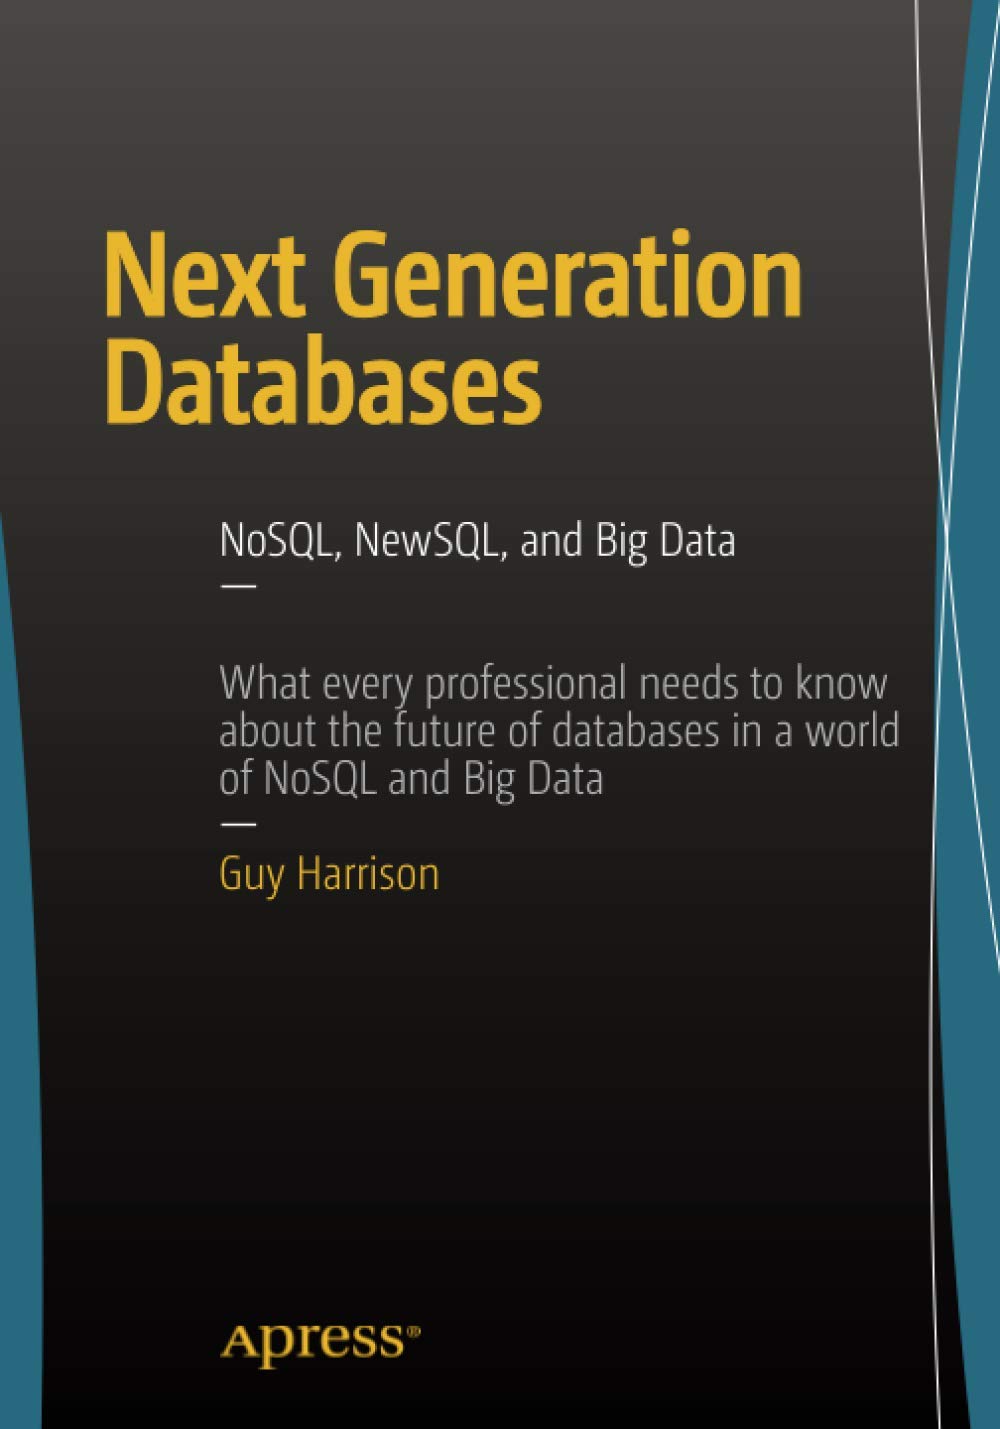 Next Generation
Databases
NoSQL, NewSQL, and Big Data
—
What every professional needs to know
about the future of databases in a world
of NoSQL and Big Data
—
Guy Harrison
Apress®